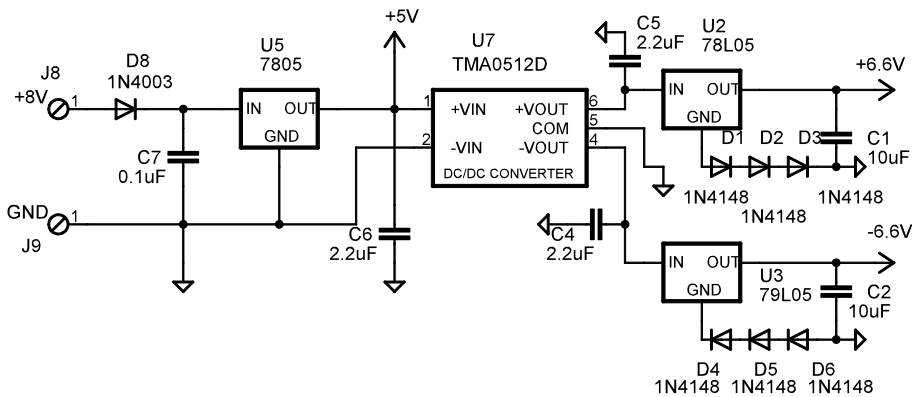 +5V
C5
2.2uF
U2
78L05
+6.6V
U5
7805
U7
TMA0512D
D8
1N4003
J8
+8V
1
IN
OUT
GND
1
+VIN
+VOUT
6
COM
5
2
-VIN
-VOUT
4
DC/DC CONVERTER
IN
OUT
GND
D1
D2
D3
C1
10uF
1N4148
1N4148
1N4148
C7
0.1uF
GND
1
J9
C6
2.2uF
C4
2.2uF
-6.6V
IN
OUT
GND
U3
79L05
C2
10uF
D4
D5
D6
1N4148
1N4148
1N4148